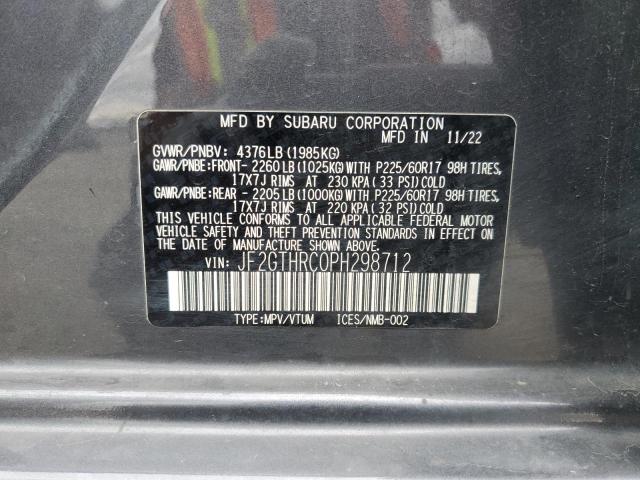 MFD BY SUBARU CORPORATION
MFD IN 11/22
GVWR/PNBV: 4376LB(1985KG)
GAWR/PNBE:FRONT- 2260LB(1025KG)WITH P225/60R17 98H TIRES,
17X7J RIMS AT 230 KPA(33 PSI)COLD
GAWR/PNBE:REAR - 2205LB(1000KG)WITH P225/60R17 98H TIRES,
17X7J RIMS AT 220 KPA(32 PSI)COLD
THIS VEHICLE CONFORMS TO ALL APPLICABLE FEDERAL MOTOR
VEHICLE SAFETY AND THEFT PREVENTION STANDARDS IN EFFECT
ON THE DATE OF MANUFACTURE SHOWN ABOVE.
VIN: JF2GTHRC0PH298712
TYPE:MPV/VTUM ICES/NMB-002